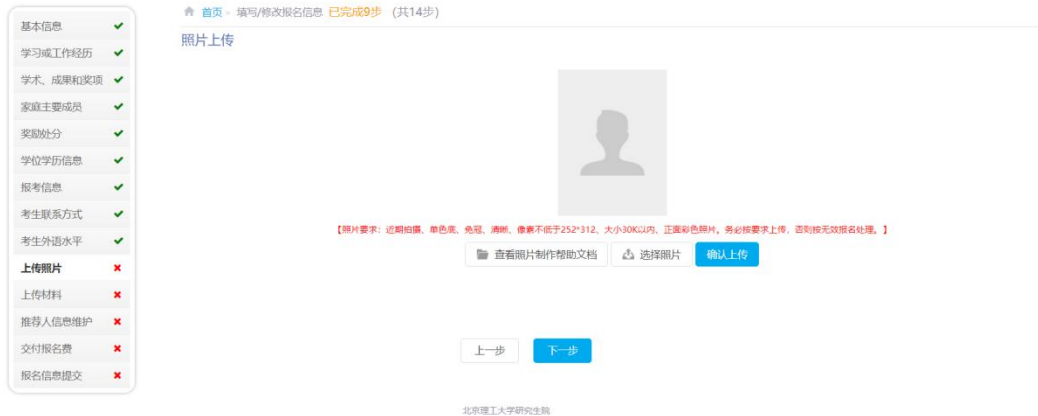 首页 » 填写/修改报名信息 已完成9步 (共14步)
基本信息
学习或工作经历
学术、成果和奖项
家庭主要成员
奖励处分
学位学历信息
报考信息
考生联系方式
考生外语水平
上传照片
上传材料
推荐人信息维护
交付报名费
报名信息提交
照片上传
【照片要求：近期拍摄、单色底、免冠、清晰、像素不低于252*312、大小30K以内、正面彩色照片。务必按要求上传，否则按无效报名处理。】
查看照片制作帮助文档 选择照片 确认上传
上一步 下一步
北京理工大学研究生院